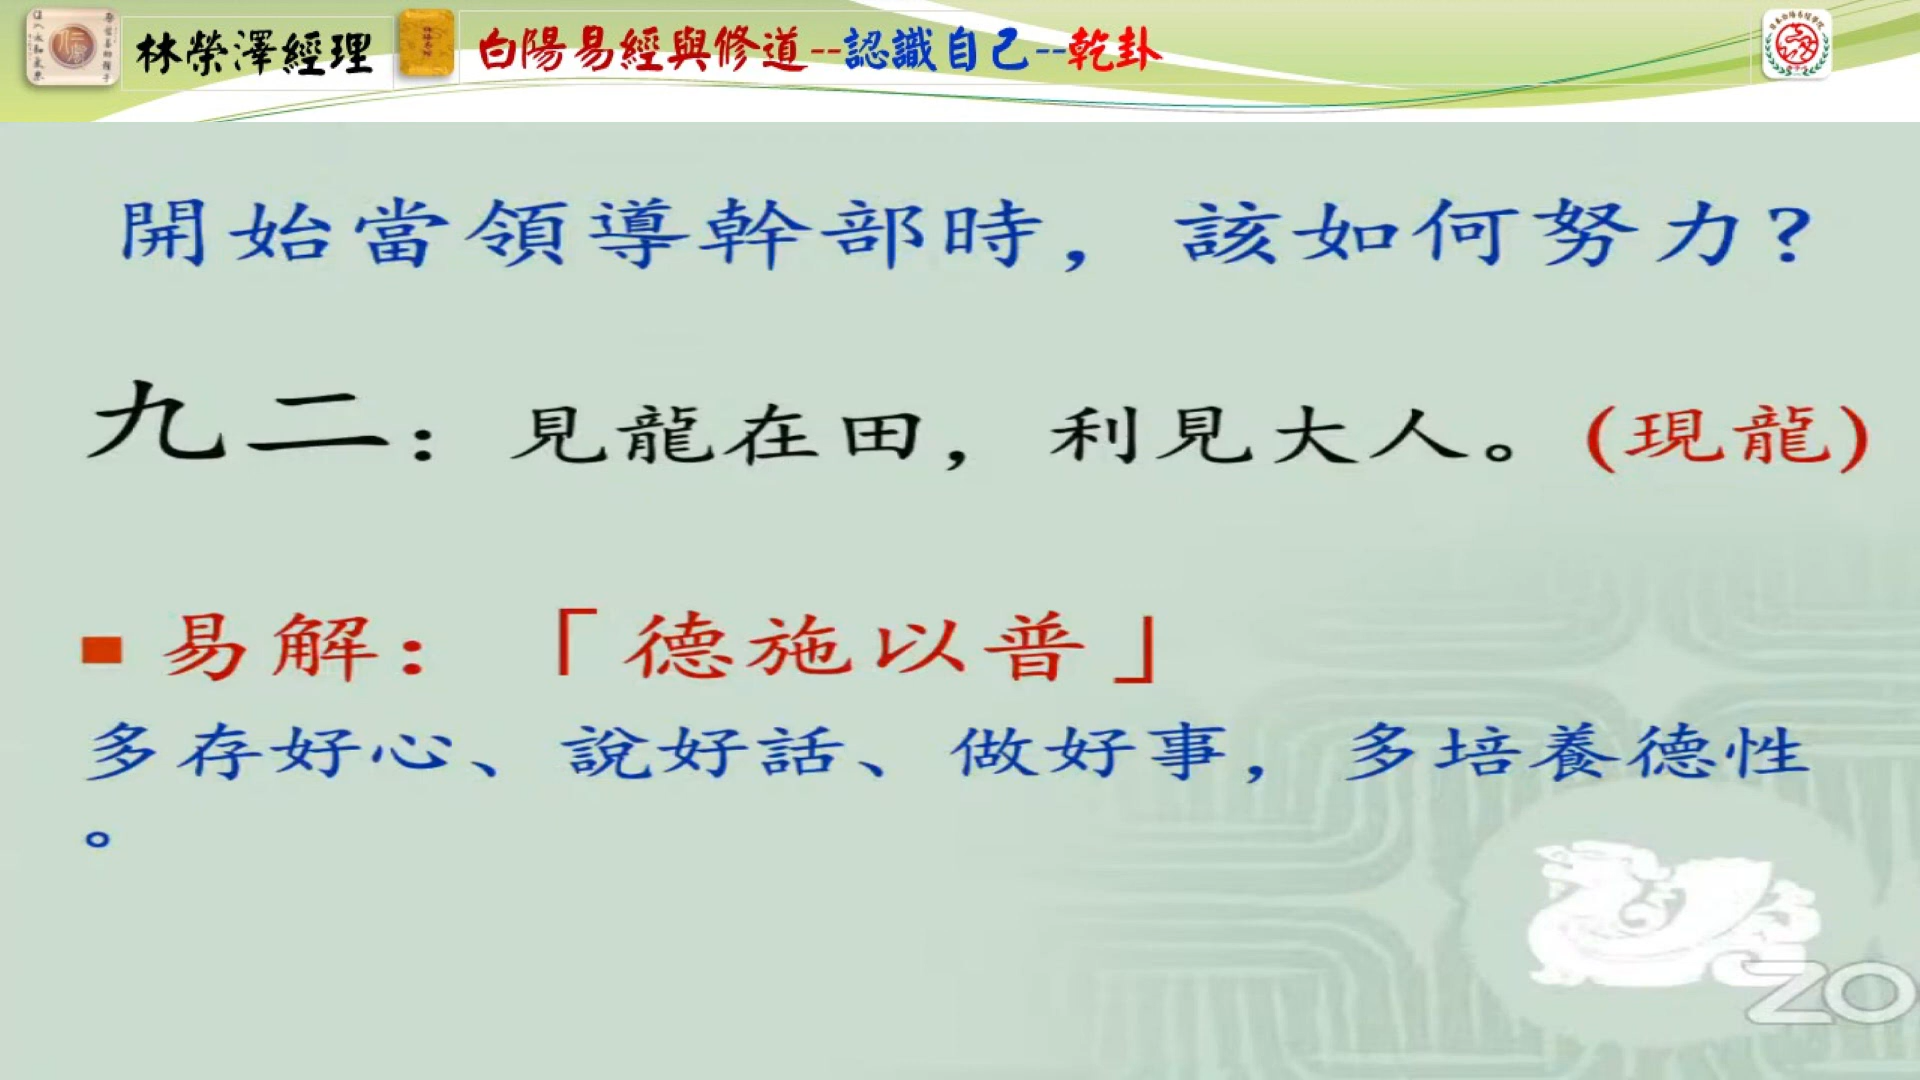 林榮澤經理
白陽易經與修道--認識自己--乾卦
開始當領導幹部時，該如何努力？
九二：見龍在田，利見大人。(現龍)
▪ 易解：「德施以普」
多存好心、說好話、做好事，多培養德性
。
ZO